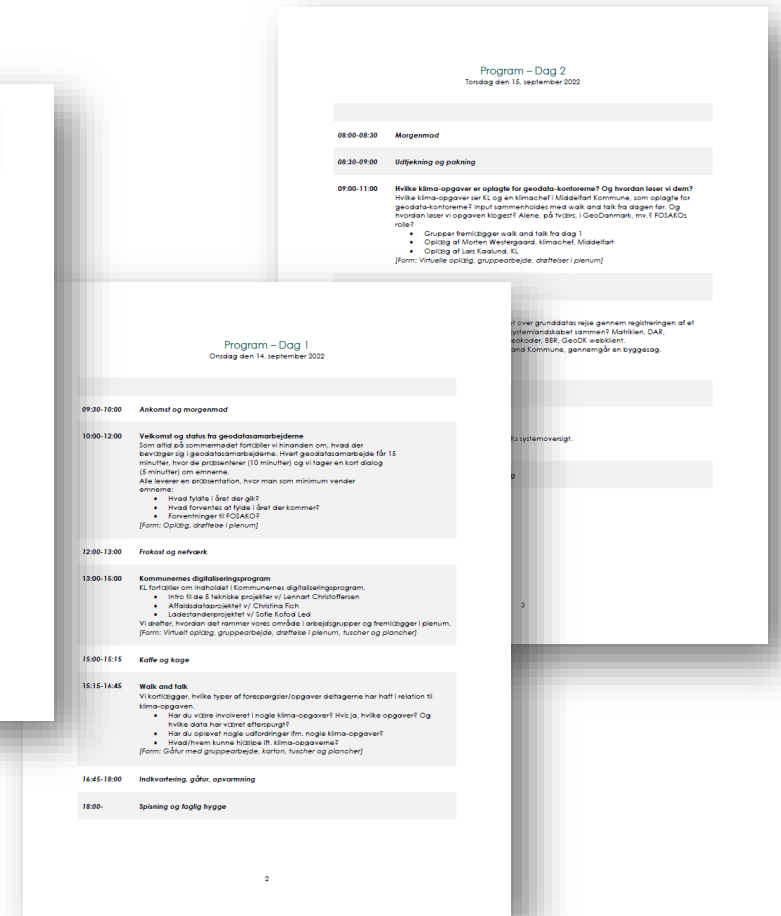 Program – Dag 2
Torsdag den 15. september 2022
08:00-08:30 Morgenmad
08:30-09:00 Udtjekning og pakning
09:00-11:00 Hvilke klima-opgaver er oplagte for geodata-kontorerne? Og hvordan løser vi dem?
Hvilke klima-opgaver ser KL og en klimachef i Middelfart Kommune, som oplagte for
geodata-kontorerne? Input sammenholdes med walk and talk fra dagen før. Og
hvordan løser vi opgaven klogest? Alene, på tværs, i GeoDanmark, mv.? FOSAKOs
rolle?
• Grupper fremlægger walk and talk fra dag 1
• Oplæg af Morten Westergaard, klimachef, Middelfart
• Oplæg af Lars Kaalund, KL
[Form: Virtuelle oplæg, gruppearbejde, drøftelser i plenum]
over grunddatas rejse gennem registreringen af et
systemlandskabet sammen? Matriklen, DAR,
BBR, GeoDK webklient.
Kommune, gennemgår en byggesag.
systemoversigt.
3
Program – Dag 1
Onsdag den 14. september 2022
09:30-10:00 Ankomst og morgenmad
10:00-12:00 Velkomst og status fra geodatasamarbejderne
Som altid på sommermødet fortæller vi hinanden om, hvad der
bevæger sig i geodatasamarbejderne. Hvert geodatasamarbejde får 15
minutter, hvor de præsenterer (10 minutter) og vi tager en kort dialog
(5 minutter) om emnerne.
Alle leverer en præsentation, hvor man som minimum vender
emnerne:
• Hvad fyldte i året der gik?
• Hvad forventes at fylde i året der kommer?
• Forventninger til FOSAKO?
[Form: Oplæg, drøftelse i plenum]
12:00-13:00 Frokost og netværk
13:00-15:00 Kommunernes digitaliseringsprogram
KL fortæller om indholdet i Kommunernes digitaliseringsprogram.
• Intro til de 5 tekniske projekter v/ Lennart Christoffersen
• Affaldsdataprojektet v/ Christina Fich
• Ladestanderprojektet v/ Sofie Kofod Led
Vi drøfter, hvordan det rammer vores område i arbejdsgrupper og fremlægger i plenum.
[Form: Virtuelt oplæg, gruppearbejde, drøftelse i plenum, tuscher og plancher]
15:00-15:15 Kaffe og kage
15:15-16:45 Walk and talk
Vi kortlægger, hvilke typer af forespørgsler/opgaver deltagerne har haft i relation til
klima-opgaven.
• Har du være involveret i nogle klima-opgaver? Hvis ja, hvilke opgaver? Og
hvilke data har været efterspurgt?
• Har du oplevet nogle udfordringer ifm. nogle klima-opgaver?
• Hvad/hvem kunne hjælpe ift. klima-opgaverne?
[Form: Gåtur med gruppearbejde, karton, tuscher og plancher]
16:45-18:00 Indkvartering, gåtur, opvarmning
18:00- Spisning og faglig hygge
2